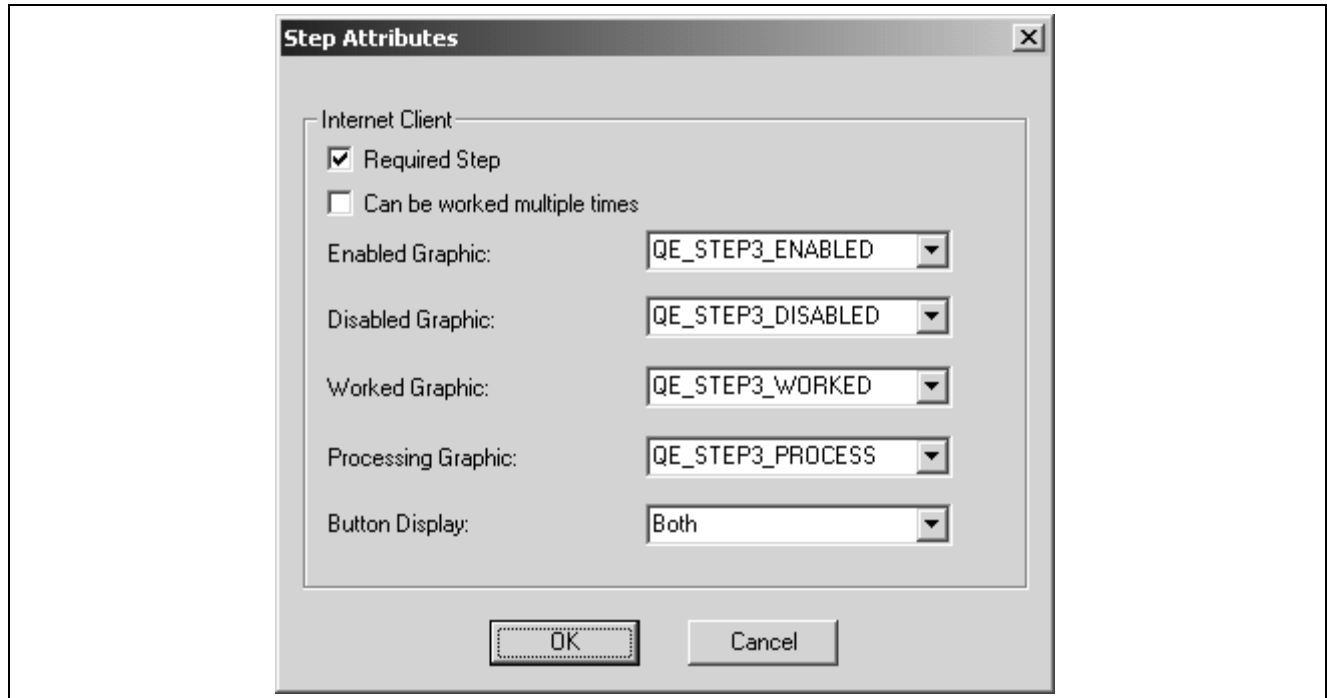 Step Attributes
Internet Client
Required Step
Can be worked multiple times
Enabled Graphic: QE_STEP3_ENABLED
Disabled Graphic: QE_STEP3_DISABLED
Worked Graphic: QE_STEP3_WORKED
Processing Graphic: QE_STEP3_PROCESS
Button Display: Both
OK Cancel